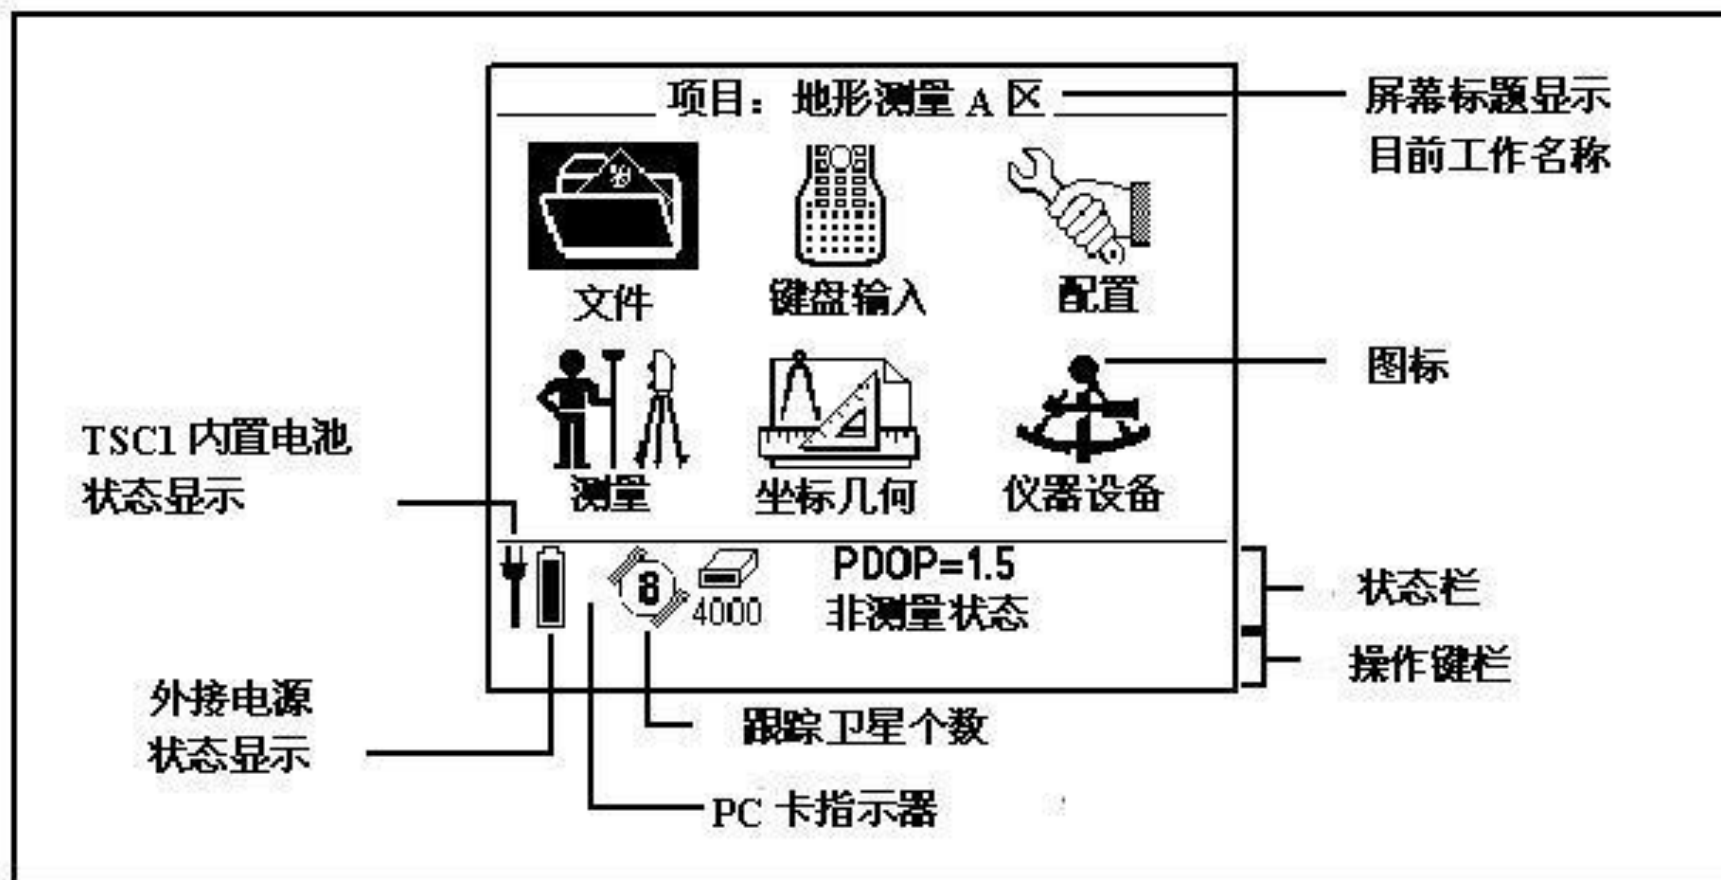 项目：地形测量 A
屏幕标题显示
目前工作名称
文件
键盘输入
配置
图标
测量
坐标几何
仪器设备
TSC1 内置电池
状态显示
8
4000
PDOP=1.5
非测量状态
状态栏
操作键栏
外接电源
状态显示
跟踪卫星个数
PC 卡指示器